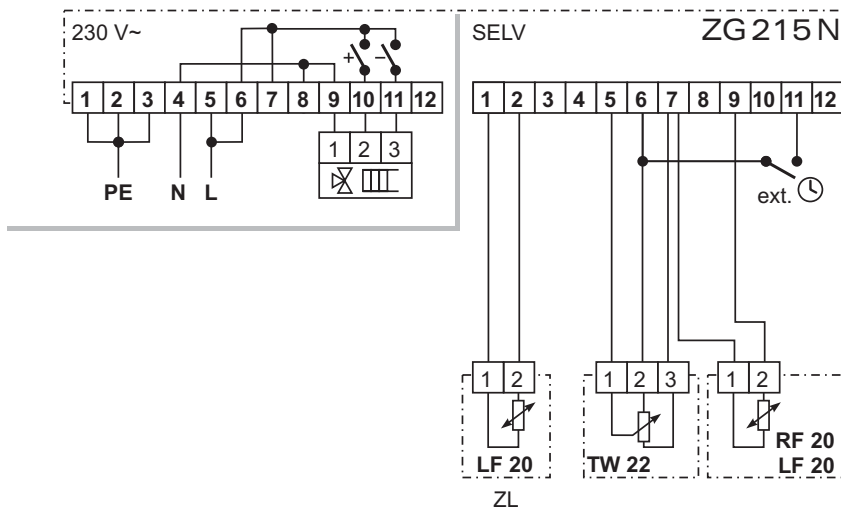 230 V~
SELV
ZG 215 N
+ −
1 2 3 4 5 6 7 8 9 10 11 12
1 2 3 4 5 6 7 8 9 10 11 12
1 2 3
PE N L
ext.
1 2
1 2 3
1 2
LF 20
TW 22
RF 20
LF 20
ZL